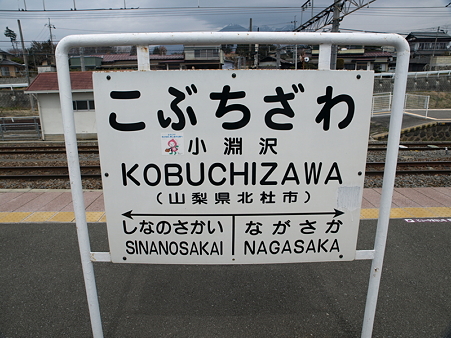 こぶちざわ
小淵沢
KOBUCHIZAWA
(山梨県北杜市)
しなのさかい ながさか
SINANOSAKAI NAGASAKA